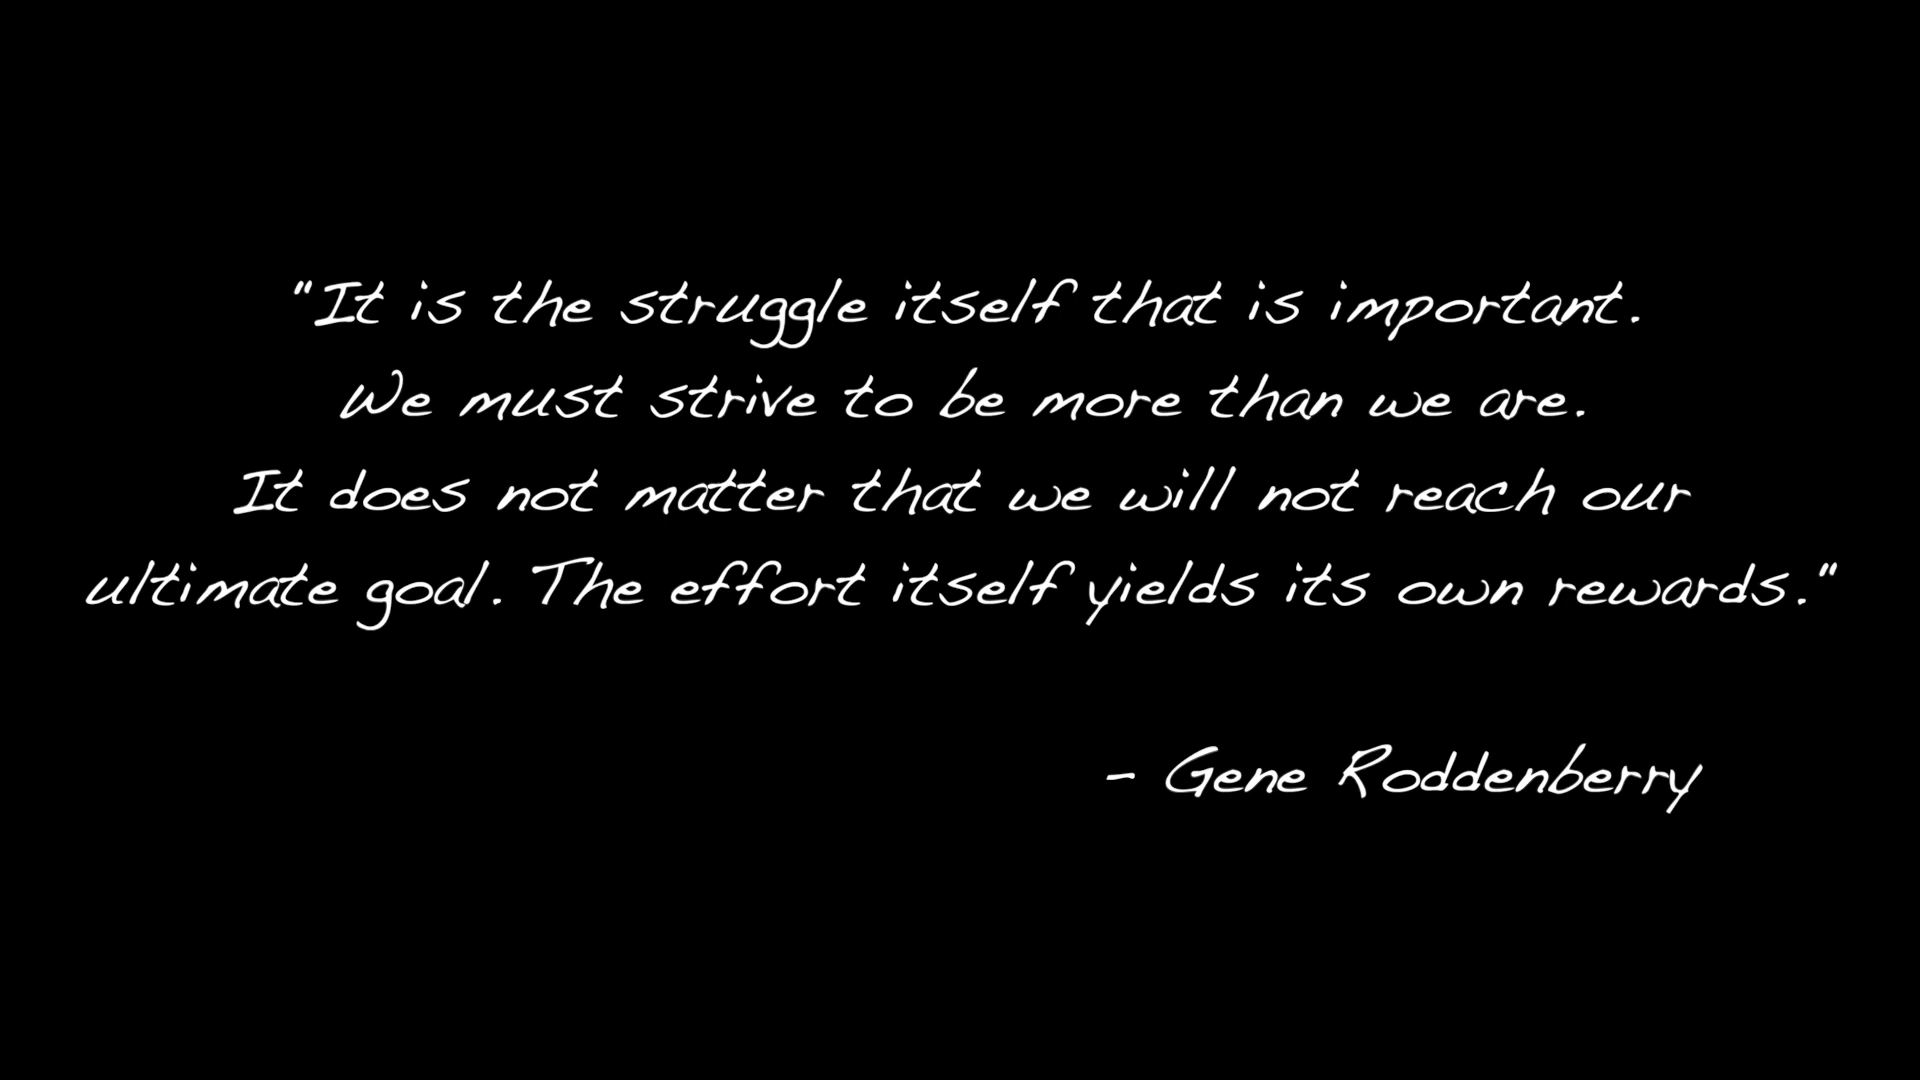 "It is the struggle itself that is important.
We must strive to be more than we are.
It does not matter that we will not reach our
ultimate goal. The effort itself yields its own rewards."
- Gene Roddenberry